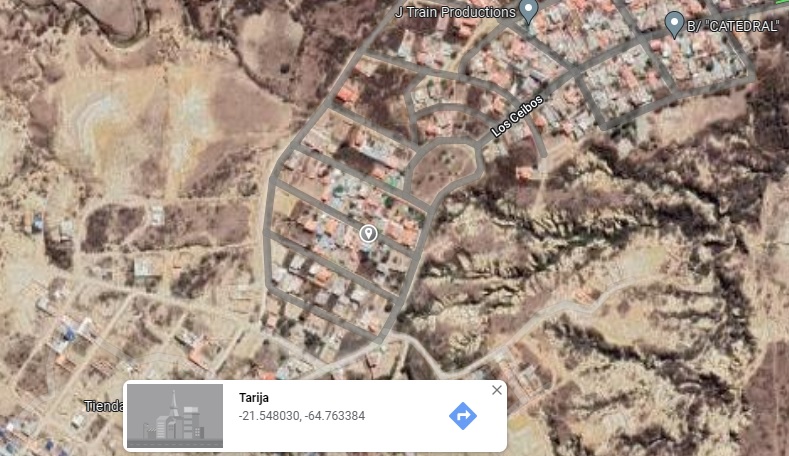 J Train Productions
B/ "CATEDRAL"
Los Ceibos
Tienda
Tarija
-21.548030, -64.763384